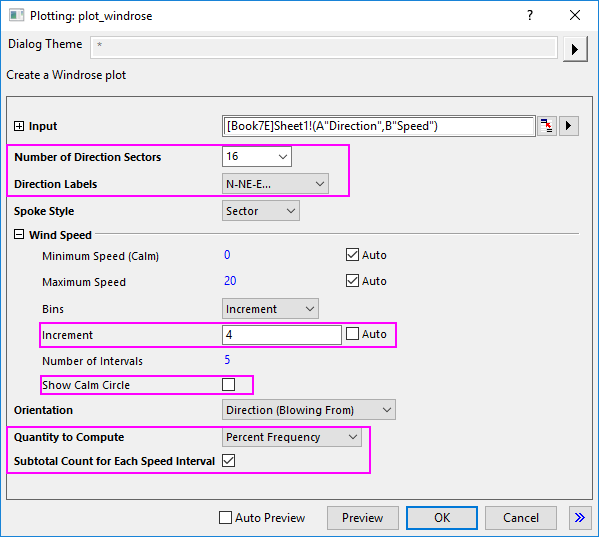 Plotting: plot_windrose ? ×
Dialog Theme *
Create a Windrose plot
Input [Book7E]Sheet1!(A"Direction",B"Speed")
Number of Direction Sectors 16
Direction Labels N-NE-E...
Spoke Style Sector
Wind Speed
Minimum Speed (Calm) 0 Auto
Maximum Speed 20 Auto
Bins Increment
Increment 4 Auto
Number of Intervals 5
Show Calm Circle
Orientation Direction (Blowing From)
Quantity to Compute Percent Frequency
Subtotal Count for Each Speed Interval
Auto Preview Preview OK Cancel »